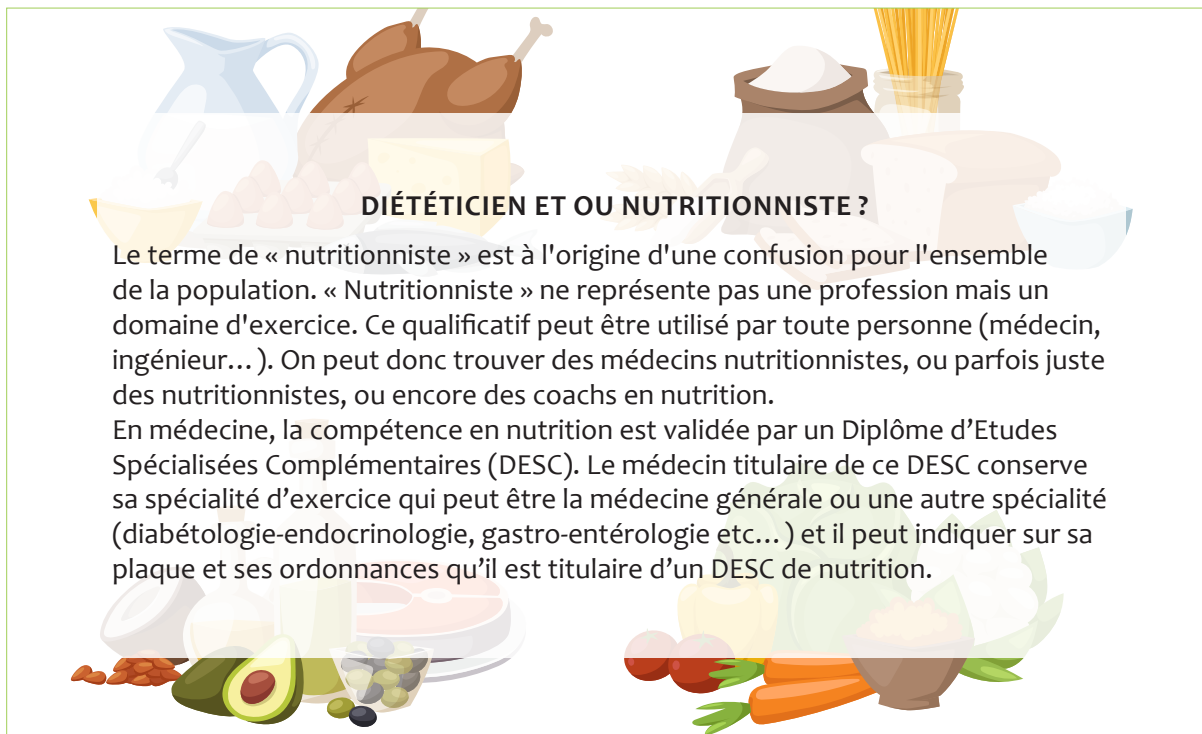 DIÉTÉTICIEN ET OU NUTRITIONNISTE ?
Le terme de « nutritionniste » est à l'origine d'une confusion pour l'ensemble
de la population. « Nutritionniste » ne représente pas une profession mais un
domaine d'exercice. Ce qualificatif peut être utilisé par toute personne (médecin,
ingénieur…). On peut donc trouver des médecins nutritionnistes, ou parfois juste
des nutritionnistes, ou encore des coachs en nutrition.
En médecine, la compétence en nutrition est validée par un Diplôme d’Etudes
Spécialisées Complémentaires (DESC). Le médecin titulaire de ce DESC conserve
sa spécialité d’exercice qui peut être la médecine générale ou une autre spécialité
(diabétologie-endocrinologie, gastro-entérologie etc…) et il peut indiquer sur sa
plaque et ses ordonnances qu’il est titulaire d’un DESC de nutrition.